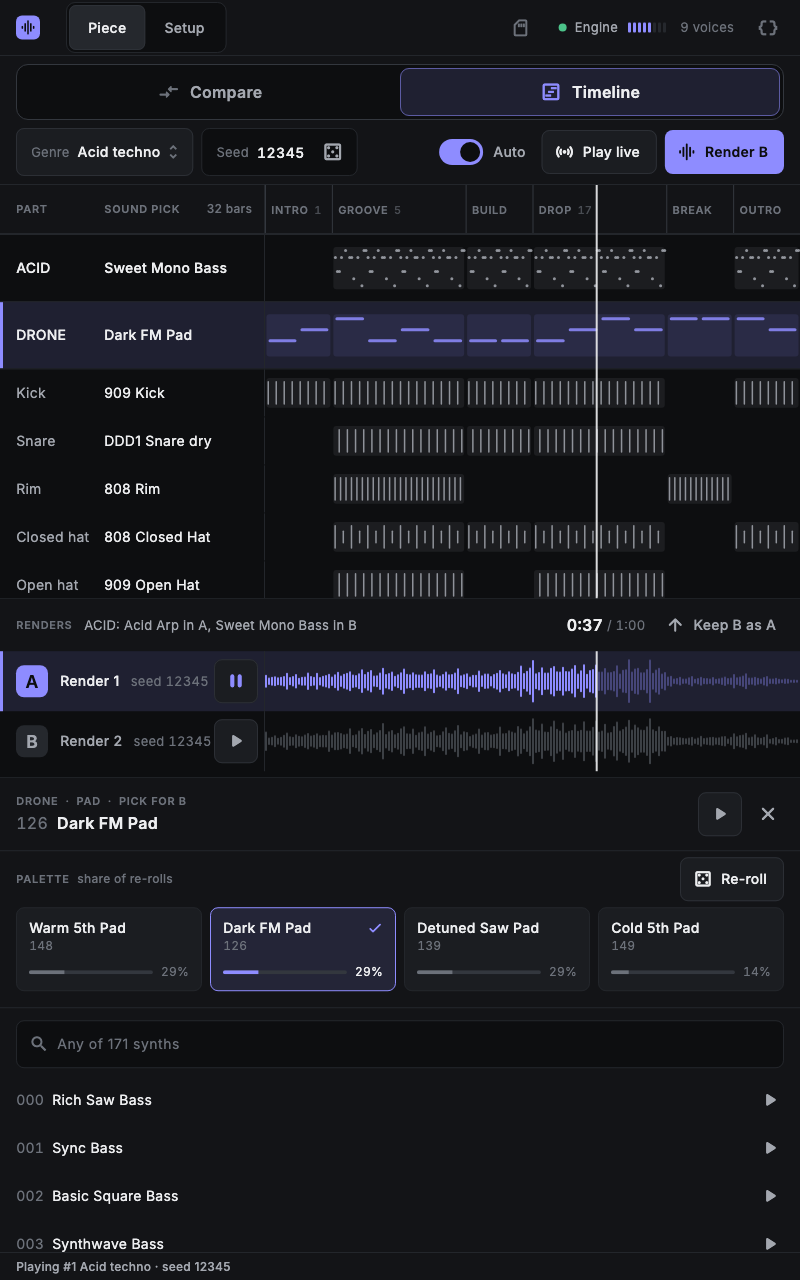 Piece Setup Engine 9 voices
Compare Timeline
Genre Acid techno Seed 12345 Auto Play live Render B
PART SOUND PICK 32 bars INTRO 1 GROOVE 5 BUILD DROP 17 BREAK OUTRO
ACID Sweet Mono Bass
DRONE Dark FM Pad
Kick 909 Kick
Snare DDD1 Snare dry
Rim 808 Rim
Closed hat 808 Closed Hat
Open hat 909 Open Hat
RENDERS ACID: Acid Arp in A, Sweet Mono Bass in B 0:37 / 1:00 Keep B as A
A Render 1 seed 12345
B Render 2 seed 12345
DRONE · PAD · PICK FOR B
126 Dark FM Pad
PALETTE share of re-rolls Re-roll
Warm 5th Pad Dark FM Pad Detuned Saw Pad Cold 5th Pad
148 126 139 149
29% 29% 29% 14%
Any of 171 synths
000 Rich Saw Bass
001 Sync Bass
002 Basic Square Bass
003 Synthwave Bass
Playing #1 Acid techno · seed 12345